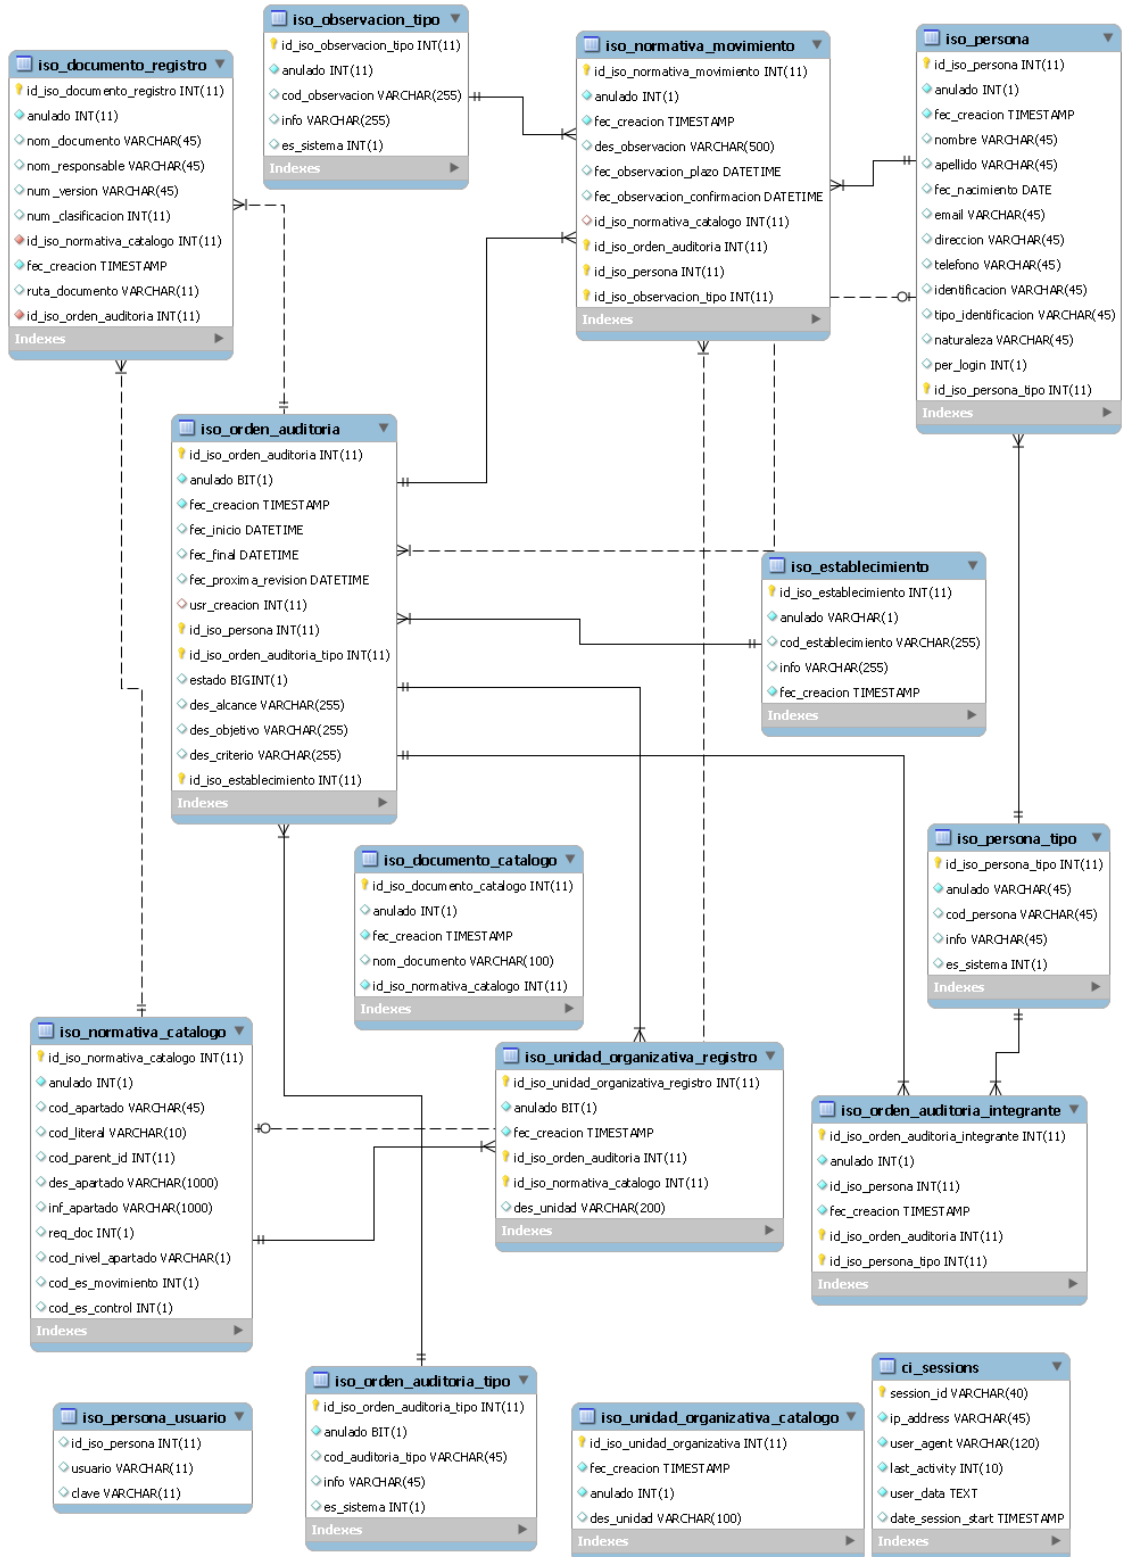 iso_observacion_tipo
id_iso_observacion_tipo INT(11)
anulado INT(11)
cod_observacion VARCHAR(255)
info VARCHAR(255)
es_sistema INT(1)
Indexes
iso_normativa_movimiento
id_iso_normativa_movimiento INT(11)
anulado INT(1)
fec_creacion TIMESTAMP
des_observacion VARCHAR(500)
fec_observacion_plazo DATETIME
fec_observacion_confirmacion DATETIME
id_iso_normativa_catalogo INT(11)
id_iso_orden_auditoria INT(11)
id_iso_persona INT(11)
id_iso_observacion_tipo INT(11)
Indexes
iso_persona
id_iso_persona INT(11)
anulado INT(1)
fec_creacion TIMESTAMP
nombre VARCHAR(45)
apellido VARCHAR(45)
fec_nacimiento DATE
email VARCHAR(45)
direccion VARCHAR(45)
telefono VARCHAR(45)
identificacion VARCHAR(45)
tipo_identificacion VARCHAR(45)
naturaleza VARCHAR(45)
per_login INT(1)
id_iso_persona_tipo INT(11)
Indexes
iso_documento_registro
id_iso_documento_registro INT(11)
anulado INT(11)
nom_documento VARCHAR(45)
nom_responsable VARCHAR(45)
num_version VARCHAR(45)
num_clasificacion INT(11)
id_iso_normativa_catalogo INT(11)
fec_creacion TIMESTAMP
ruta_documento VARCHAR(11)
id_iso_orden_auditoria INT(11)
Indexes
iso_orden_auditoria
id_iso_orden_auditoria INT(11)
anulado BIT(1)
fec_creacion TIMESTAMP
fec_inicio DATETIME
fec_final DATETIME
fec_proxima_revision DATETIME
usr_creacion INT(11)
id_iso_persona INT(11)
id_iso_orden_auditoria_tipo INT(11)
estado BIGINT(1)
des_alcance VARCHAR(255)
des_objetivo VARCHAR(255)
des_criterio VARCHAR(255)
id_iso_establecimiento INT(11)
Indexes
iso_establecimiento
id_iso_establecimiento INT(11)
anulado VARCHAR(1)
cod_establecimiento VARCHAR(255)
info VARCHAR(255)
fec_creacion TIMESTAMP
Indexes
iso_persona_tipo
id_iso_persona_tipo INT(11)
anulado VARCHAR(45)
cod_persona VARCHAR(45)
info VARCHAR(45)
es_sistema INT(1)
Indexes
iso_documento_catalogo
id_iso_documento_catalogo INT(11)
anulado INT(1)
fec_creacion TIMESTAMP
nom_documento VARCHAR(100)
id_iso_normativa_catalogo INT(11)
Indexes
iso_normativa_catalogo
id_iso_normativa_catalogo INT(11)
anulado INT(1)
cod_apartado VARCHAR(45)
cod_literal VARCHAR(10)
cod_parent_id INT(11)
des_apartado VARCHAR(1000)
inf_apartado VARCHAR(1000)
req_doc INT(1)
cod_nivel_apartado VARCHAR(1)
cod_es_movimiento INT(1)
cod_es_control INT(1)
Indexes
iso_unidad_organizativa_registro
id_iso_unidad_organizativa_registro INT(11)
anulado BIT(1)
fec_creacion TIMESTAMP
id_iso_orden_auditoria INT(11)
id_iso_normativa_catalogo INT(11)
des_unidad VARCHAR(200)
Indexes
iso_orden_auditoria_integrante
id_iso_orden_auditoria_integrante INT(11)
anulado INT(1)
id_iso_persona INT(11)
fec_creacion TIMESTAMP
id_iso_orden_auditoria INT(11)
id_iso_persona_tipo INT(11)
Indexes
iso_persona_usuario
id_iso_persona INT(11)
usuario VARCHAR(11)
clave VARCHAR(11)
iso_orden_auditoria_tipo
id_iso_orden_auditoria_tipo INT(11)
anulado BIT(1)
cod_auditoria_tipo VARCHAR(45)
info VARCHAR(45)
es_sistema INT(1)
Indexes
iso_unidad_organizativa_catalogo
id_iso_unidad_organizativa INT(11)
fec_creacion TIMESTAMP
anulado INT(1)
des_unidad VARCHAR(100)
Indexes
ci_sessions
session_id VARCHAR(40)
ip_address VARCHAR(45)
user_agent VARCHAR(120)
last_activity INT(10)
user_data TEXT
date_session_start TIMESTAMP
Indexes